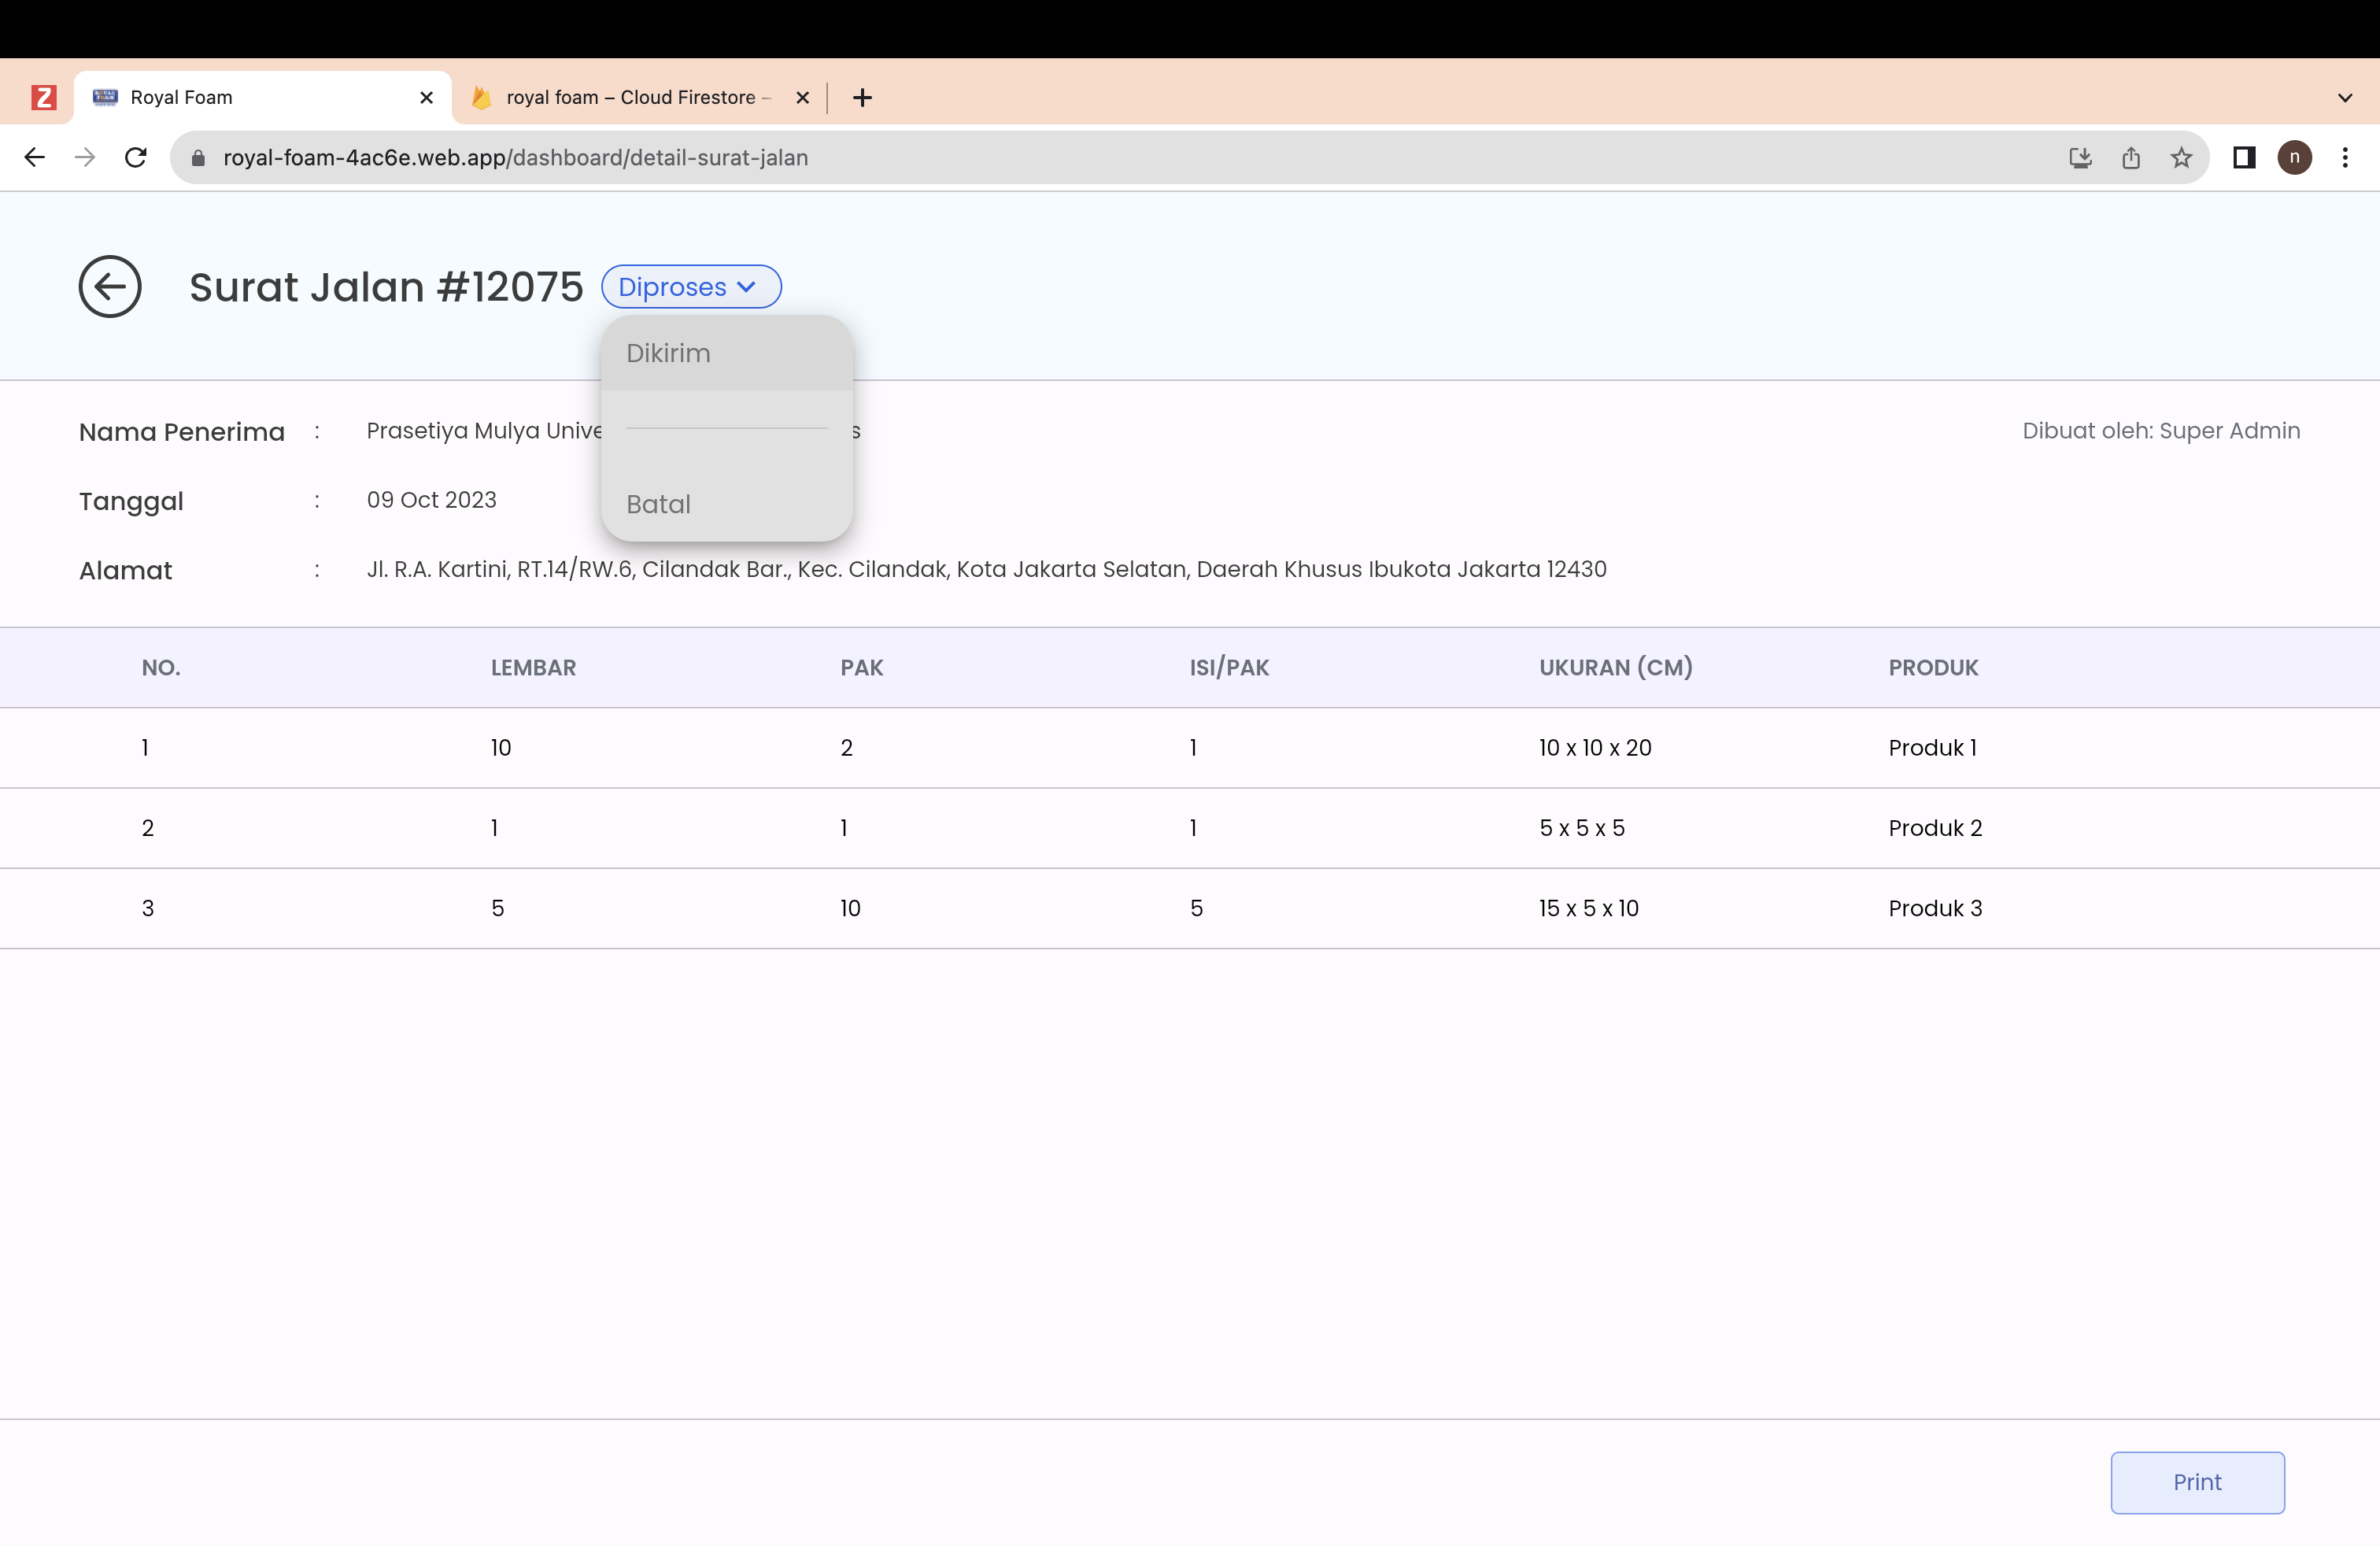 Royal Foam
royal foam – Cloud Firestore –
royal-foam-4ac6e.web.app/dashboard/detail-surat-jalan
n
Surat Jalan #12075 Diproses
Dikirim
Batal
Nama Penerima : Prasetiya Mulya s
Dibuat oleh: Super Admin
Tanggal : 09 Oct 2023
Alamat : Jl. R.A. Kartini, RT.14/RW.6, Cilandak Bar., Kec. Cilandak, Kota Jakarta Selatan, Daerah Khusus Ibukota Jakarta 12430
NO. LEMBAR PAK ISI/PAK UKURAN (CM) PRODUK
1 10 2 1 10 x 10 x 20 Produk 1
2 1 1 1 5 x 5 x 5 Produk 2
3 5 10 5 15 x 5 x 10 Produk 3
Print